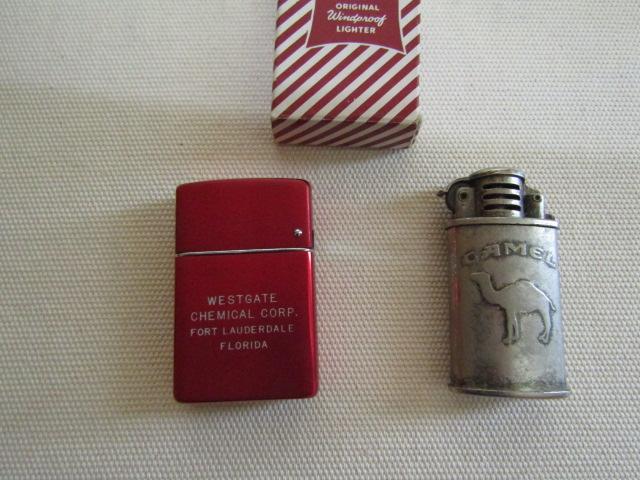 ORIGINAL
Windproof
LIGHTER
WESTGATE
CHEMICAL CORP.
FORT LAUDERDALE
FLORIDA
CAMEL